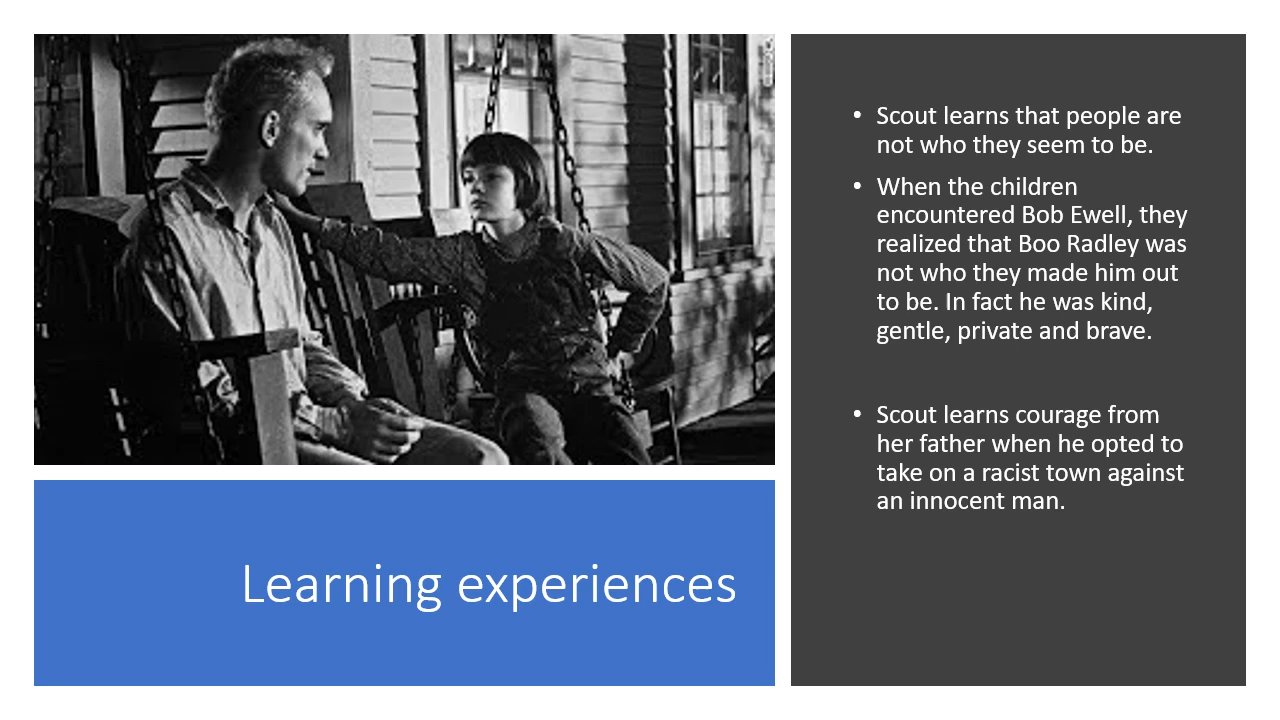 Learning experiences
• Scout learns that people are
not who they seem to be.
• When the children
encountered Bob Ewell, they
realized that Boo Radley was
not who they made him out
to be. In fact he was kind,
gentle, private and brave.
• Scout learns courage from
her father when he opted to
take on a racist town against
an innocent man.